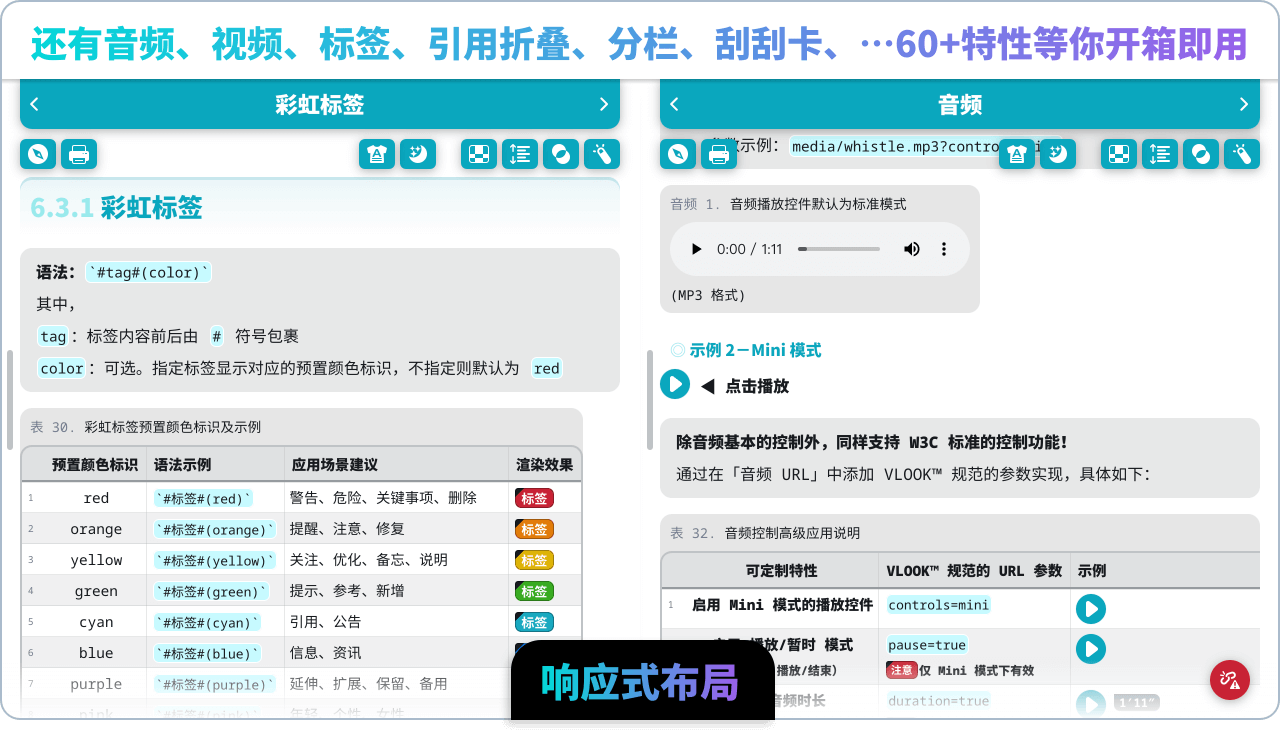 还有音频、视频、标签、引用折叠、分栏、刮刮卡、…60+特性等你开箱即用
彩虹标签
6.3.1 彩虹标签
语法： `#tag#(color)`
其中，
tag： 标签内容前后由 # 符号包裹
color： 可选。指定标签显示对应的预置颜色标识，不指定则默认为 red
表 30. 彩虹标签预置颜色标识及示例
预置颜色标识 语法示例 应用场景建议 渲染效果
1 red `#标签#(red)` 警告、危险、关键事项、删除 标签
2 orange `#标签#(orange)` 提醒、注意、修复 标签
3 yellow `#标签#(yellow)` 关注、优化、备忘、说明 标签
4 green `#标签#(green)` 提示、参考、新增 标签
5 cyan `#标签#(cyan)` 引用、公告 标签
6 blue `#标签#(blue)` 信息、资讯
7 purple `#标签#(purple)` 延伸、扩展、保留、备用
8 pink `#标签#(pink)` 年轻、个性、女性
音频
示例： media/whistle.mp3?contro
音频 1. 音频播放控件默认为标准模式
0:00 / 1:11
(MP3 格式)
示例 2－Mini 模式
◀ 点击播放
除音频基本的控制外，同样支持 W3C 标准的控制功能！
通过在「音频 URL」中添加 VLOOK™ 规范的参数实现，具体如下：
表 32. 音频控制高级应用说明
可定制特性 VLOOK™ 规范的 URL 参数 示例
1 启用 Mini 模式的播放控件 controls=mini
播放/暂时 模式 pause=true
播放/结束） 注意 仅 Mini 模式下有效
音频时长 duration=true 1’11”
响应式布局